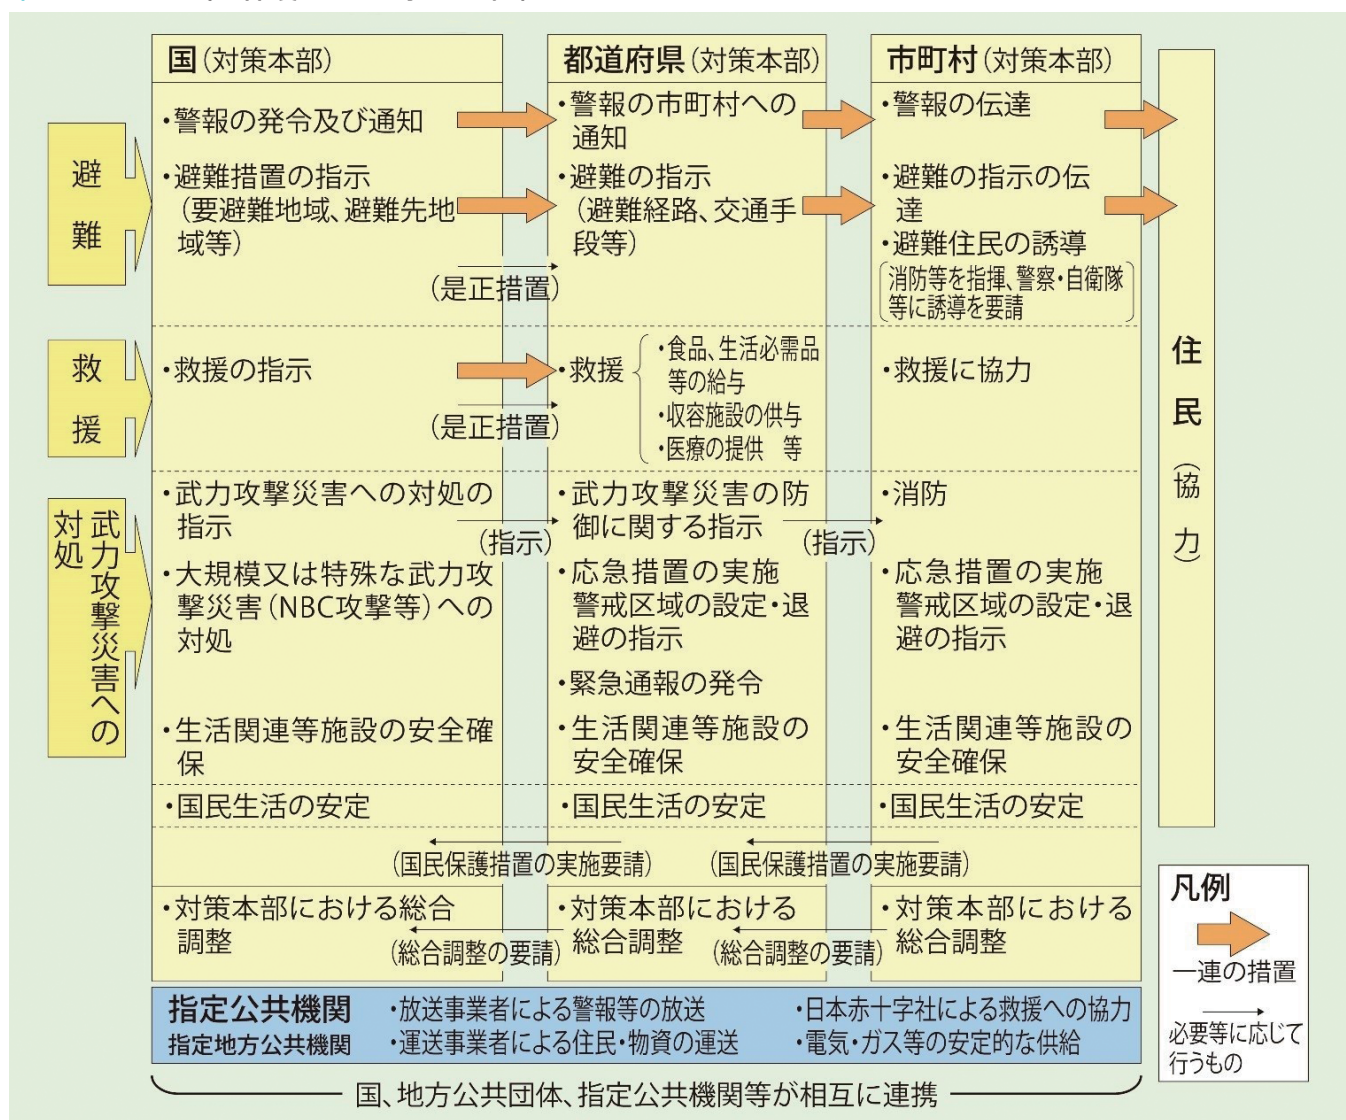 国(対策本部)
都道府県(対策本部)
市町村(対策本部)
避難
・警報の発令及び通知
・警報の市町村への
通知
・警報の伝達
・避難措置の指示
(要避難地域、避難先地
域等)
(是正措置)
・避難の指示
(避難経路、交通手
段等)
・避難の指示の伝
達
・避難住民の誘導
消防等を指揮、警察・自衛隊
等に誘導を要請
救援
・救援の指示
(是正措置)
・救援
・食品、生活必需品
等の給与
・収容施設の供与
・医療の提供 等
・救援に協力
武力攻撃災害への
対処
・武力攻撃災害への対処の
指示
(指示)
・武力攻撃災害の防
御に関する指示
(指示)
・消防
・大規模又は特殊な武力攻
撃災害(NBC攻撃等)への
対処
・応急措置の実施
警戒区域の設定・退
避の指示
・応急措置の実施
警戒区域の設定・退
避の指示
・緊急通報の発令
・生活関連等施設の安全確
保
・生活関連等施設の
安全確保
・生活関連等施設の
安全確保
・国民生活の安定
・国民生活の安定
・国民生活の安定
(国民保護措置の実施要請)
(国民保護措置の実施要請)
・対策本部における総合
調整
(総合調整の要請)
・対策本部における
総合調整
(総合調整の要請)
・対策本部における
総合調整
住民(協力)
指定公共機関
指定地方公共機関
・放送事業者による警報等の放送
・運送事業者による住民・物資の運送
・日本赤十字社による救援への協力
・電気・ガス等の安定的な供給
国、地方公共団体、指定公共機関等が相互に連携
凡例
一連の措置
必要等に応じて
行うもの